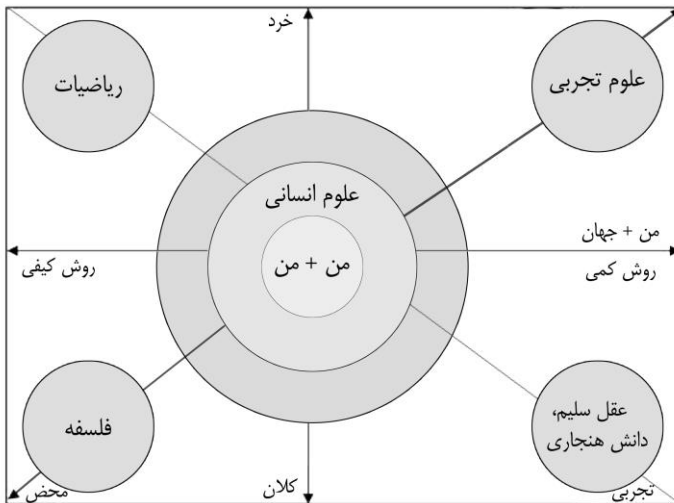 خرد
علوم تجربی
ریاضیات
علوم انسانی
من + جهان
من + من
روش کمی
روش کیفی
عقل سلیم،
دانش هنجاری
فلسفه
تجربی
کلان
محض